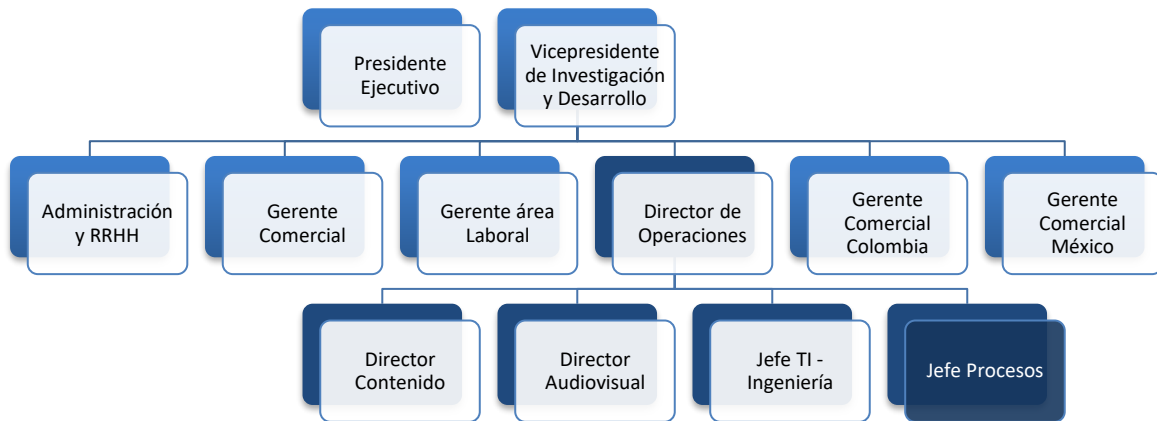 Presidente
Ejecutivo
Vicepresidente
de Investigación
y Desarrollo
Administración
y RRHH
Gerente
Comercial
Gerente área
Laboral
Director de
Operaciones
Gerente
Comercial
Colombia
Gerente
Comercial
México
Director
Contenido
Director
Audiovisual
Jefe TI -
Ingeniería
Jefe Procesos